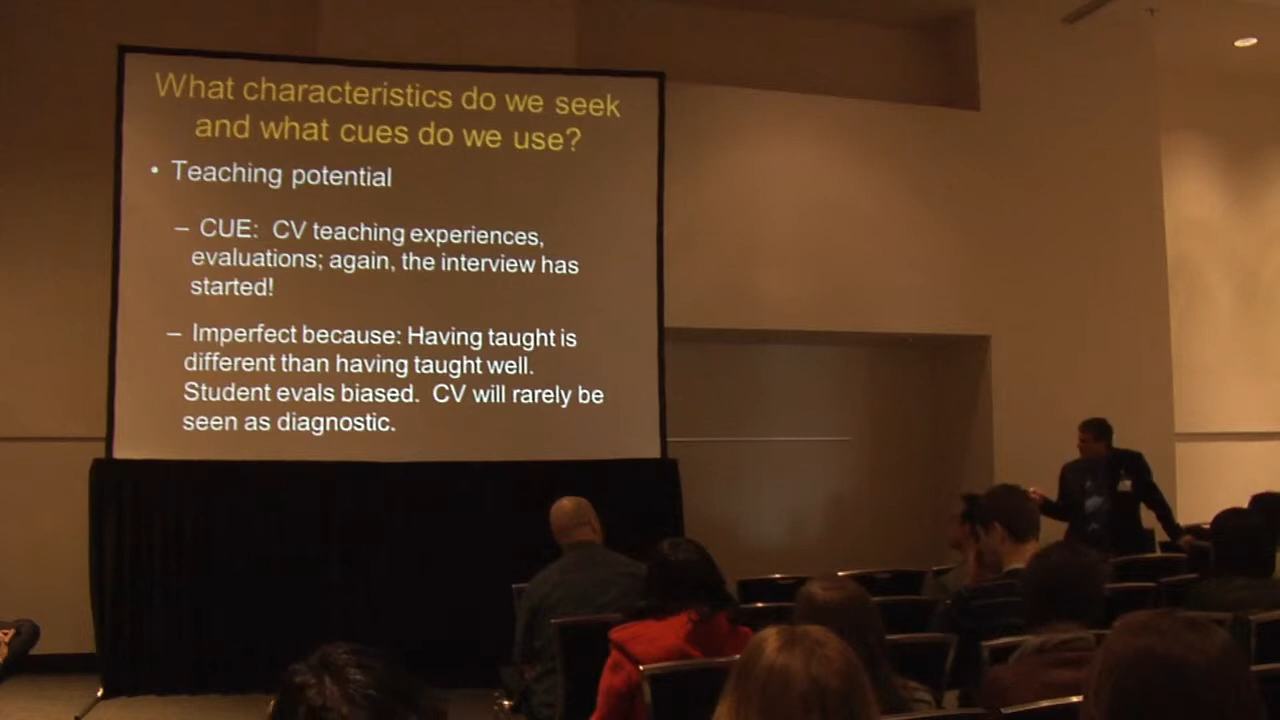 What characteristics do we seek
and what cues do we use?
• Teaching potential
– CUE: CV teaching experiences,
evaluations; again, the interview has
started!
– Imperfect because: Having taught is
different than having taught well.
Student evals biased. CV will rarely be
seen as diagnostic.